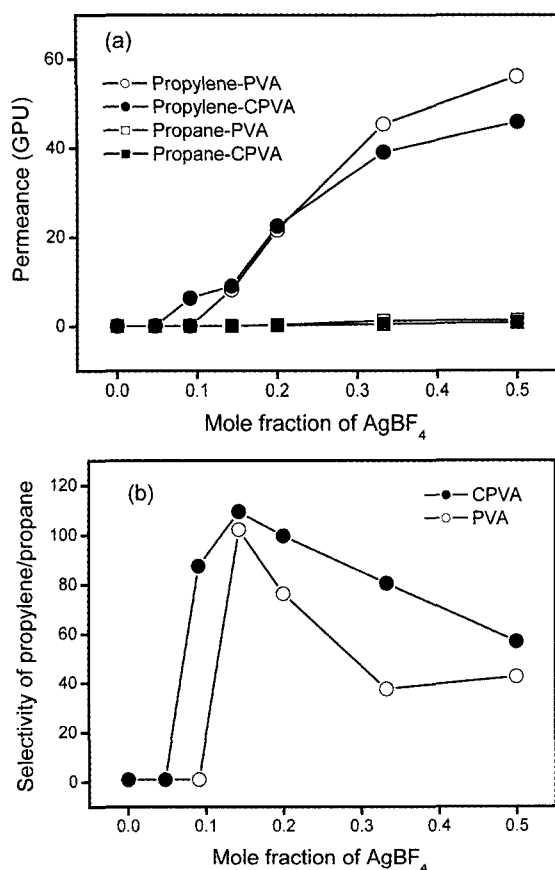 (a)
60
40
20
0
Propylene-PVA
Propylene-CPVA
Propane-PVA
Propane-CPVA
Permeance (GPU)
0.0 0.1 0.2 0.3 0.4 0.5
Mole fraction of AgBF₄
(b)
120
100
80
60
40
20
0
CPVA
PVA
Selectivity of propylene/propane
0.0 0.1 0.2 0.3 0.4 0.5
Mole fraction of AgBF₄